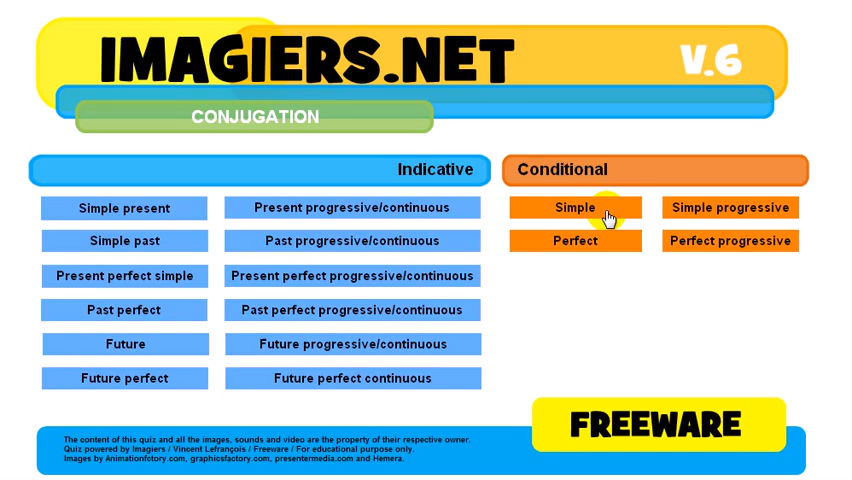 IMAGIERS.NET
V.6
CONJUGATION
Indicative
Conditional
Simple present
Present progressive/continuous
Simple
Simple progressive
Simple past
Past progressive/continuous
Perfect
Perfect progressive
Present perfect simple
Present perfect progressive/continuous
Past perfect
Past perfect progressive/continuous
Future
Future progressive/continuous
Future perfect
Future perfect continuous
FREEWARE
The content of this quiz and all the images, sounds and video are the property of their respective owner.
Quiz powered by Imagiers / Vincent Lefrançois / Freeware / For educational purpose only.
Images by Animationfotory.com, graphicsfactory.com, presentermedia.com and Hemera.